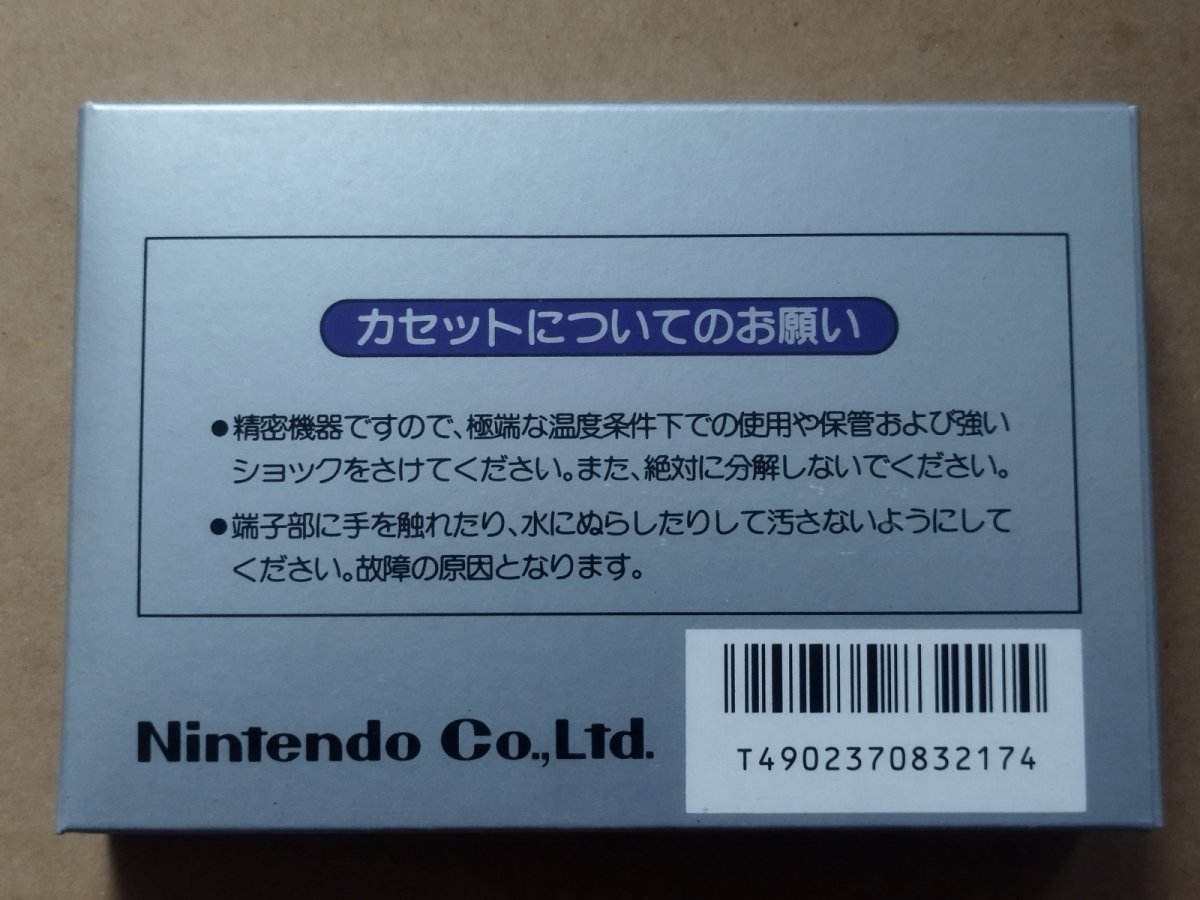 カセットについてのお願い
●精密機器ですので、極端な温度条件下での使用や保管および強い
ショックをさけてください。また、絶対に分解しないでください。
●端子部に手を触れたり、水にぬらしたりして汚さないようにして
ください。故障の原因となります。
Nintendo Co.,Ltd.
T4902370832174